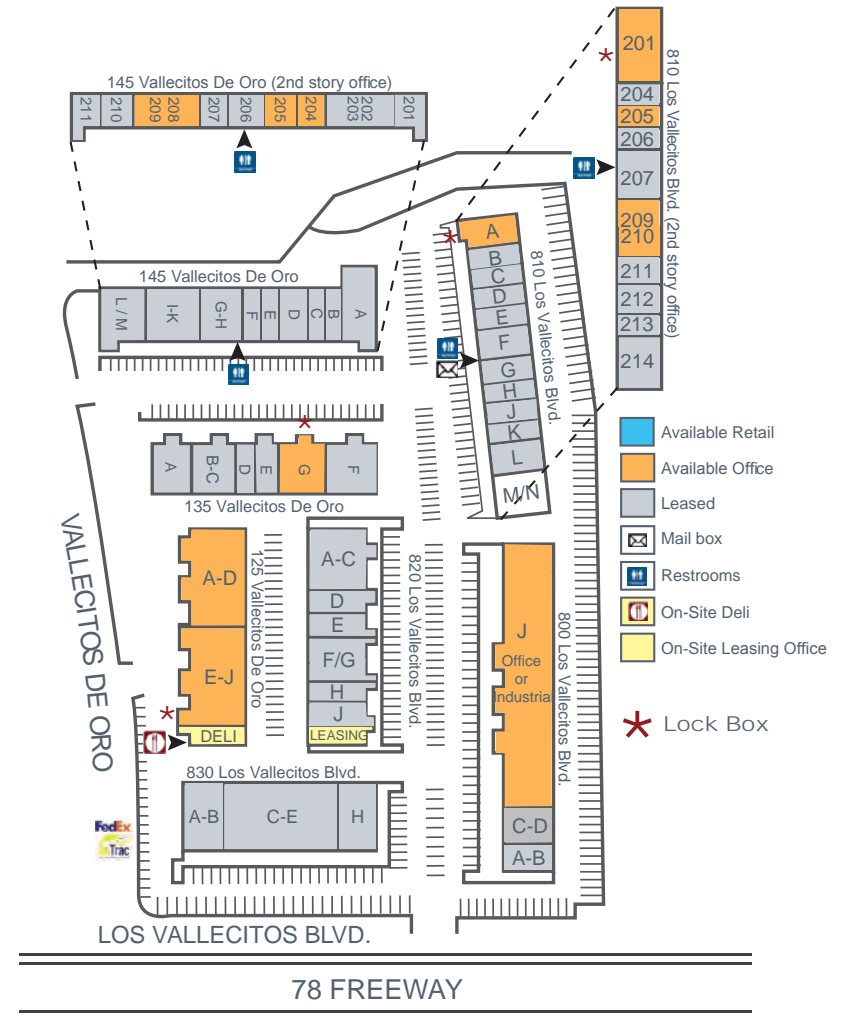 201
145 Vallecitos De Oro (2nd story office)
211
210
209
208
207
206
205
204
203
202
201
204
205
206
207
209
210
211
212
213
214
810 Los Vallecitos Blvd. (2nd story office)
145 Vallecitos De Oro
L / M
I-K
G-H
F
E
D
C
B
A
A
B
C
D
E
F
G
H
J
K
L
M/N
810 Los Vallecitos Blvd.
A
B-C
D
E
G
F
135 Vallecitos De Oro
Available Retail
Available Office
Leased
Mail box
Restrooms
On-Site Deli
On-Site Leasing Office
Lock Box
VALLECITOS DE ORO
A-D
E-J
DELI
125 Vallecitos De Oro
A-C
D
E
F/G
H
J
LEASING
820 Los Vallecitos Blvd.
J
Office
or
Industrial
C-D
A-B
800 Los Vallecitos Blvd.
830 Los Vallecitos Blvd.
A-B
C-E
H
FedEx
Trac
LOS VALLECITOS BLVD.
78 FREEWAY